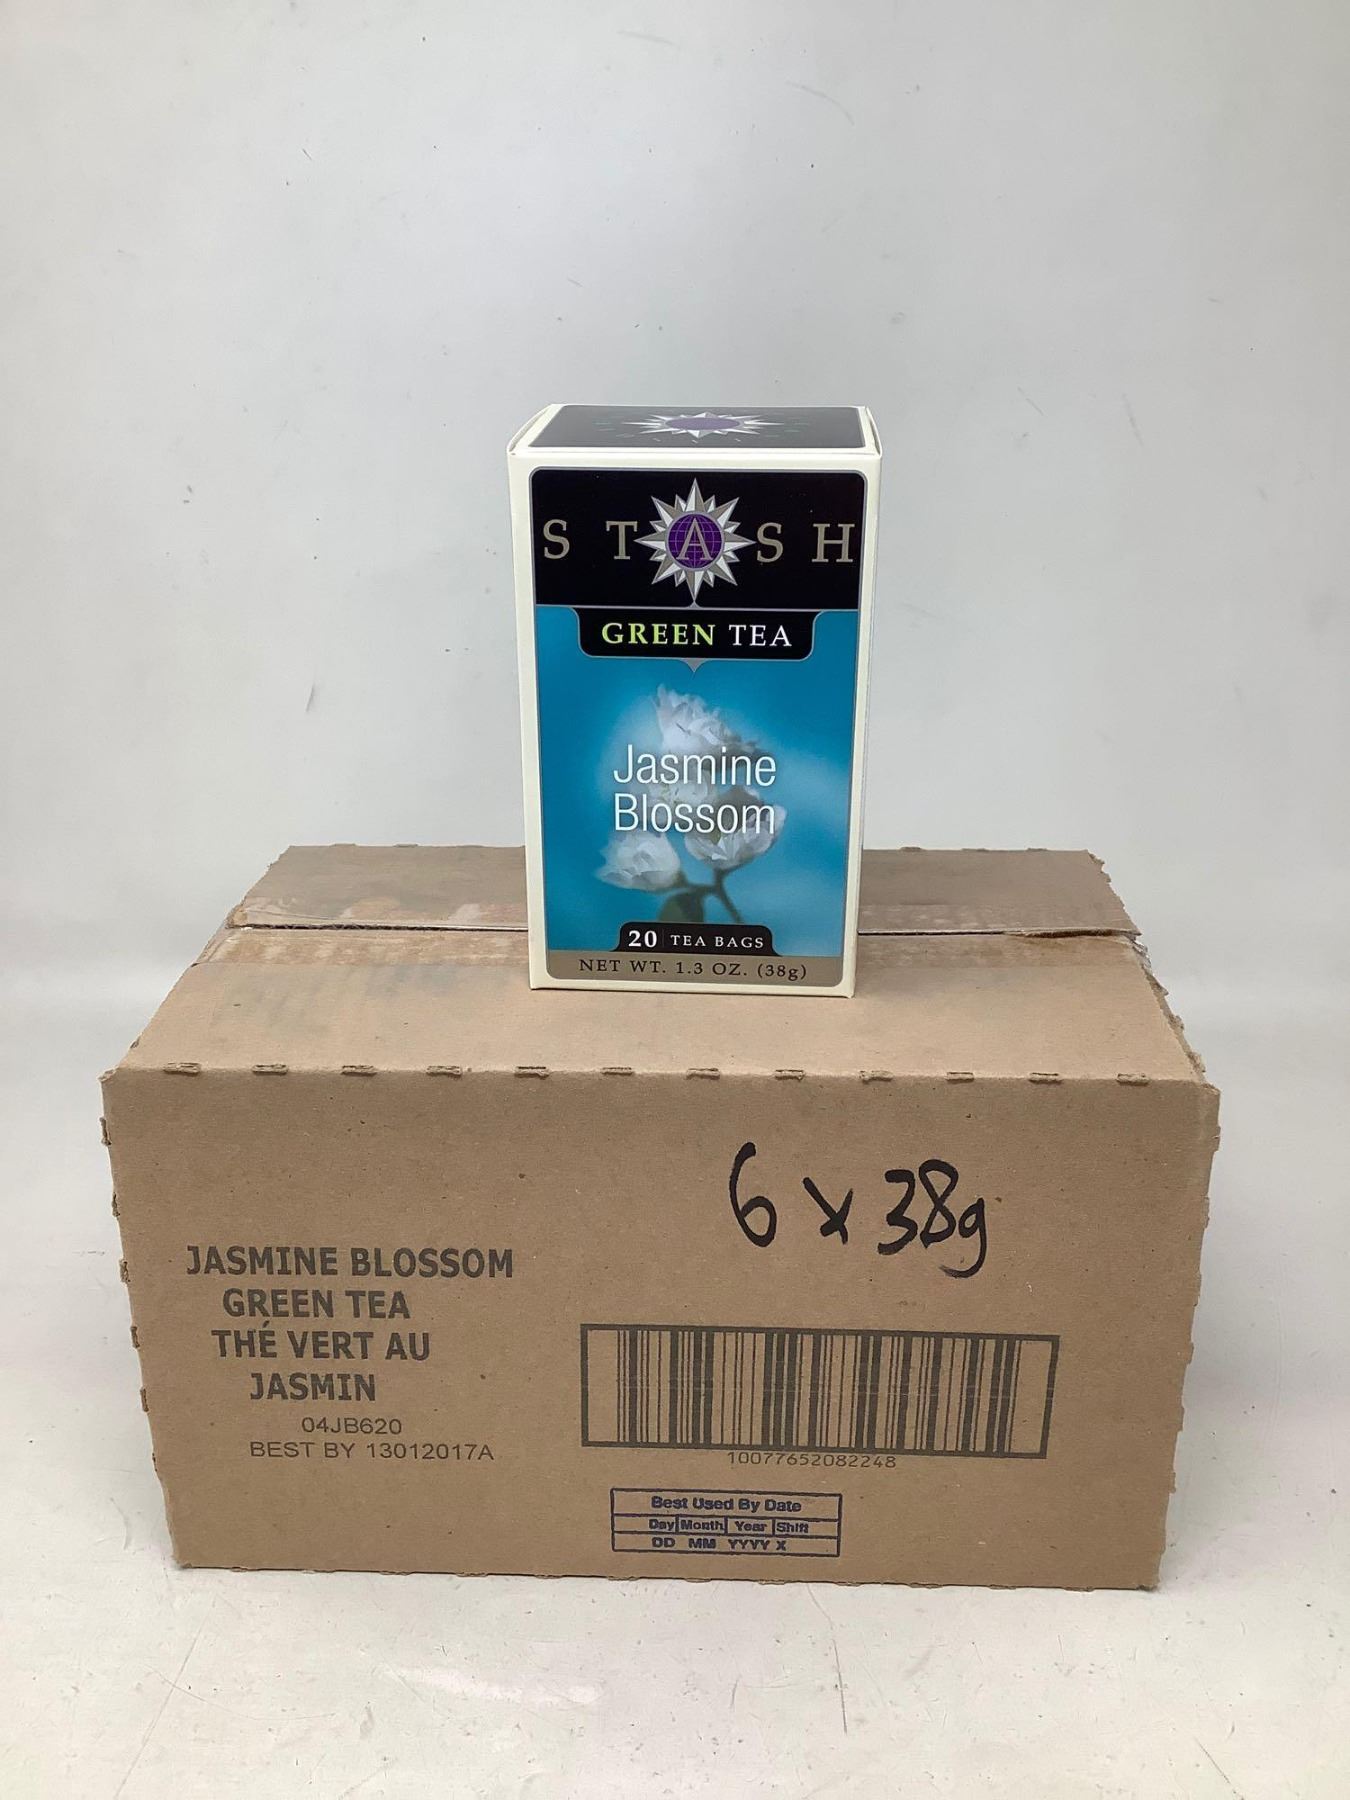 STASH
GREEN TEA
Jasmine
Blossom
20 TEA BAGS
NET WT. 1.3 OZ. (38g)
6 x 38g
JASMINE BLOSSOM
GREEN TEA
THÉ VERT AU
JASMIN
04JB620
BEST BY 13012017A
10077652082248
Best Used By Date
Day Month Year Shift
DD MM YYYY X